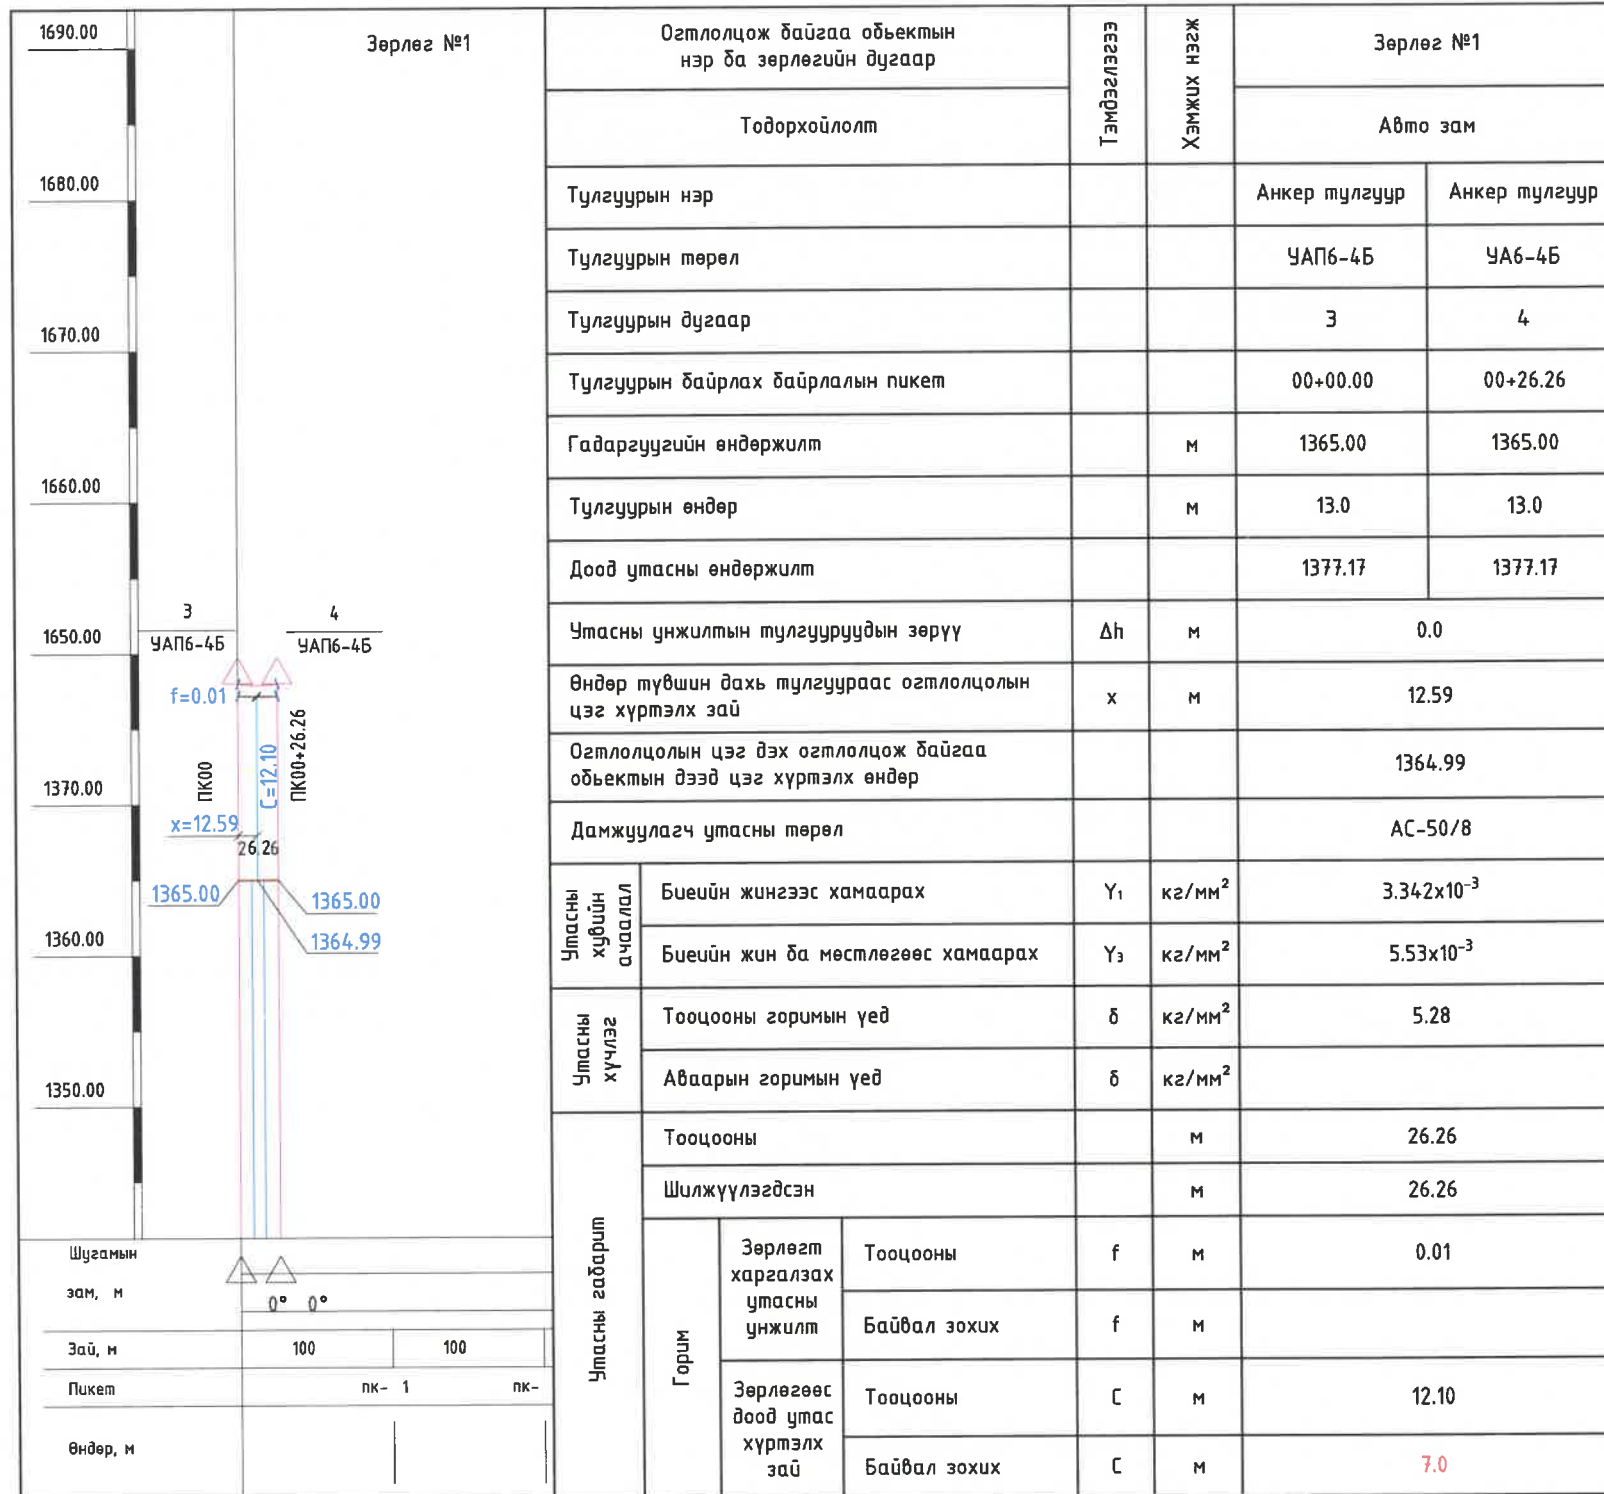 1690.00
Зөрлөг №1
1680.00
1670.00
1660.00
3
4
1650.00
УАП6-4Б
УАП6-4Б
f=0.01
ПК00
C=12.10
ПК00+26.26
1370.00
x=12.59
26.26
1365.00
1365.00
1360.00
1364.99
1350.00
Шугамын
зам, м
0° 0°
Зай, м 100 100
Пикет пк- 1 пк-
Өндөр, м
Огтлолцож байгаа обьектын
нэр ба зөрлөгийн дугаар
Тэмдэглэгээ
Хэмжих нэгж
Зөрлөг №1
Тодорхойлолт
Авто зам
Тулгуурын нэр Анкер тулгуур Анкер тулгуур
Тулгуурын төрөл УАП6-4Б УА6-4Б
Тулгуурын дугаар 3 4
Тулгуурын байрлах байрлалын пикет 00+00.00 00+26.26
Гадаргуугийн өндөржилт м 1365.00 1365.00
Тулгуурын өндөр м 13.0 13.0
Доод утасны өндөржилт 1377.17 1377.17
Утасны унжилтын тулгууруудын зөрүү Δh м 0.0
Өндөр түвшин дахь тулгуураас огтлолцолын
цэг хүртэлх зай x м 12.59
Огтлолцолын цэг дэх огтлолцож байгаа
обьектын дээд цэг хүртэлх өндөр 1364.99
Дамжуулагч утасны төрөл АС-50/8
Утасны
хувийн
ачаалал
Биеийн жингээс хамаарах Y₁ кг/мм² 3.342x10⁻³
Биеийн жин ба мөстлөгөөс хамаарах Y₃ кг/мм² 5.53x10⁻³
Утасны
хүчлэг
Тооцооны горимын үед δ кг/мм² 5.28
Аваарын горимын үед δ кг/мм²
Утасны габарит
Тооцооны м 26.26
Шилжүүлэгдсэн м 26.26
Горим
Зөрлөгт
харгалзах
утасны
унжилт
Тооцооны f м 0.01
Байвал зохих f м
Зөрлөгөөс
доод утас
хүртэлх
зай
Тооцооны C м 12.10
Байвал зохих C м 7.0